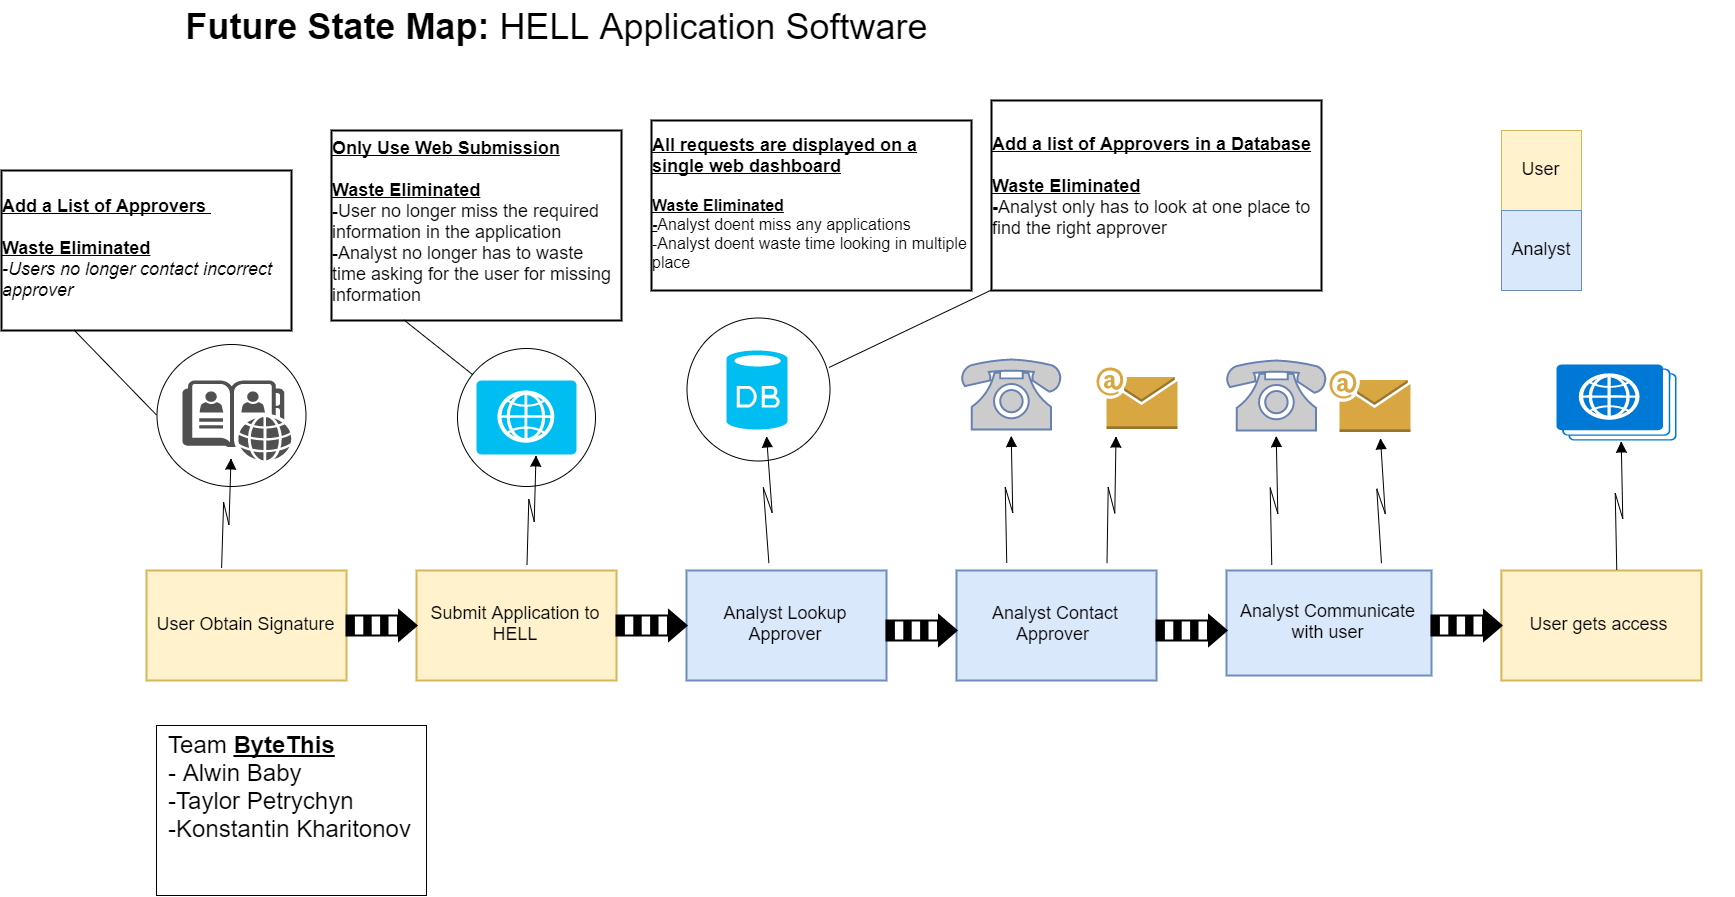 Future State Map: HELL Application Software
Add a List of Approvers
Waste Eliminated
-Users no longer contact incorrect
approver
Only Use Web Submission
Waste Eliminated
-User no longer miss the required
information in the application
-Analyst no longer has to waste
time asking for the user for missing
information
All requests are displayed on a
single web dashboard
Waste Eliminated
-Analyst doent miss any applications
-Analyst doent waste time looking in multiple
place
Add a list of Approvers in a Database
Waste Eliminated
-Analyst only has to look at one place to
find the right approver
User
Analyst
DB
@
@
User Obtain Signature
Submit Application to
HELL
Analyst Lookup
Approver
Analyst Contact
Approver
Analyst Communicate
with user
User gets access
Team ByteThis
- Alwin Baby
-Taylor Petrychyn
-Konstantin Kharitonov